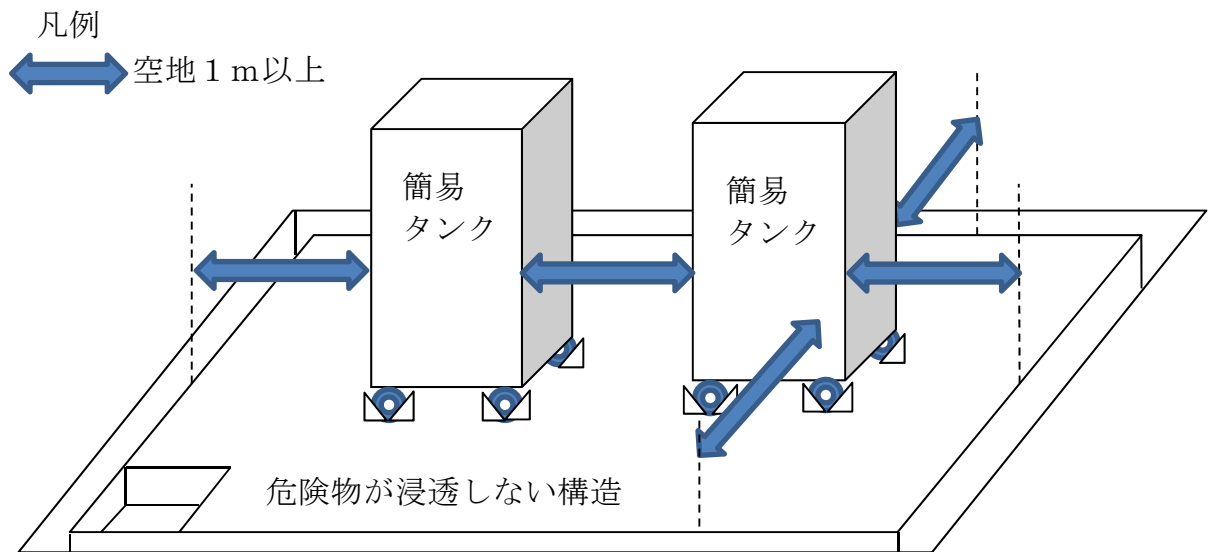 凡例
空地１ｍ以上
簡易
タンク
簡易
タンク
危険物が浸透しない構造